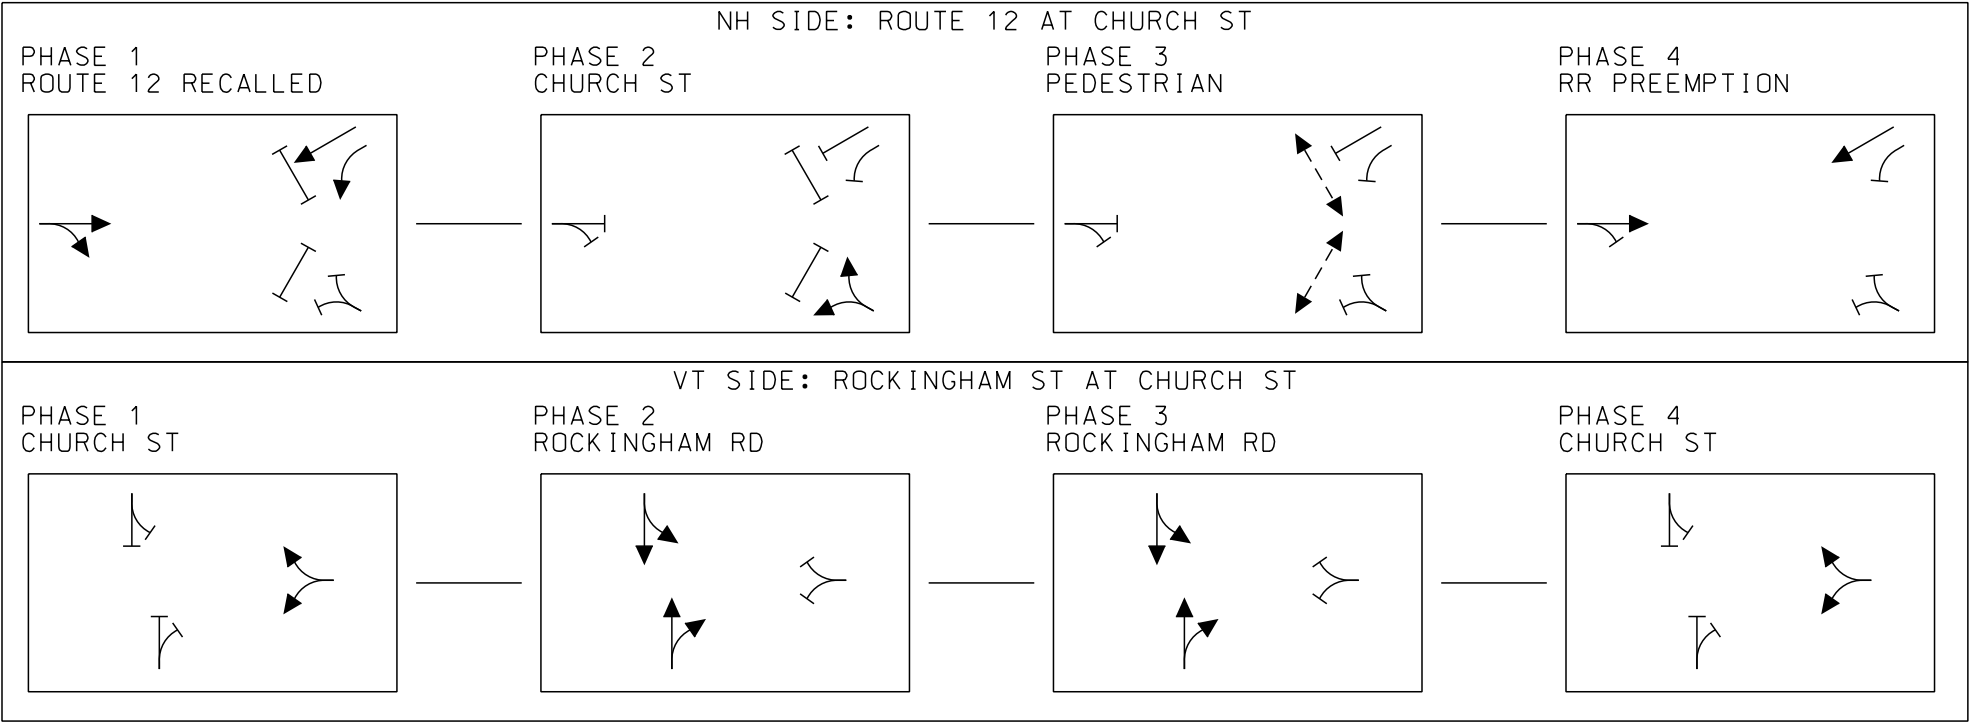 NH SIDE: ROUTE 12 AT CHURCH ST
PHASE 1
ROUTE 12 RECALLED
PHASE 2
CHURCH ST
PHASE 3
PEDESTRIAN
PHASE 4
RR PREEMPTION
VT SIDE: ROCKINGHAM ST AT CHURCH ST
PHASE 1
CHURCH ST
PHASE 2
ROCKINGHAM RD
PHASE 3
ROCKINGHAM RD
PHASE 4
CHURCH ST